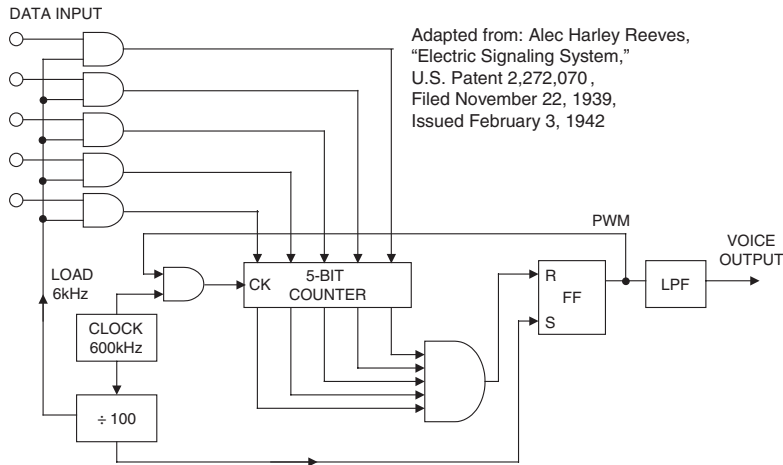 DATA INPUT
Adapted from: Alec Harley Reeves,
“Electric Signaling System,”
U.S. Patent 2,272,070 ,
Filed November 22, 1939,
Issued February 3, 1942
PWM
VOICE
OUTPUT
LOAD
6kHz
CK
5-BIT
COUNTER
R
FF
S
LPF
CLOCK
600kHz
÷ 100